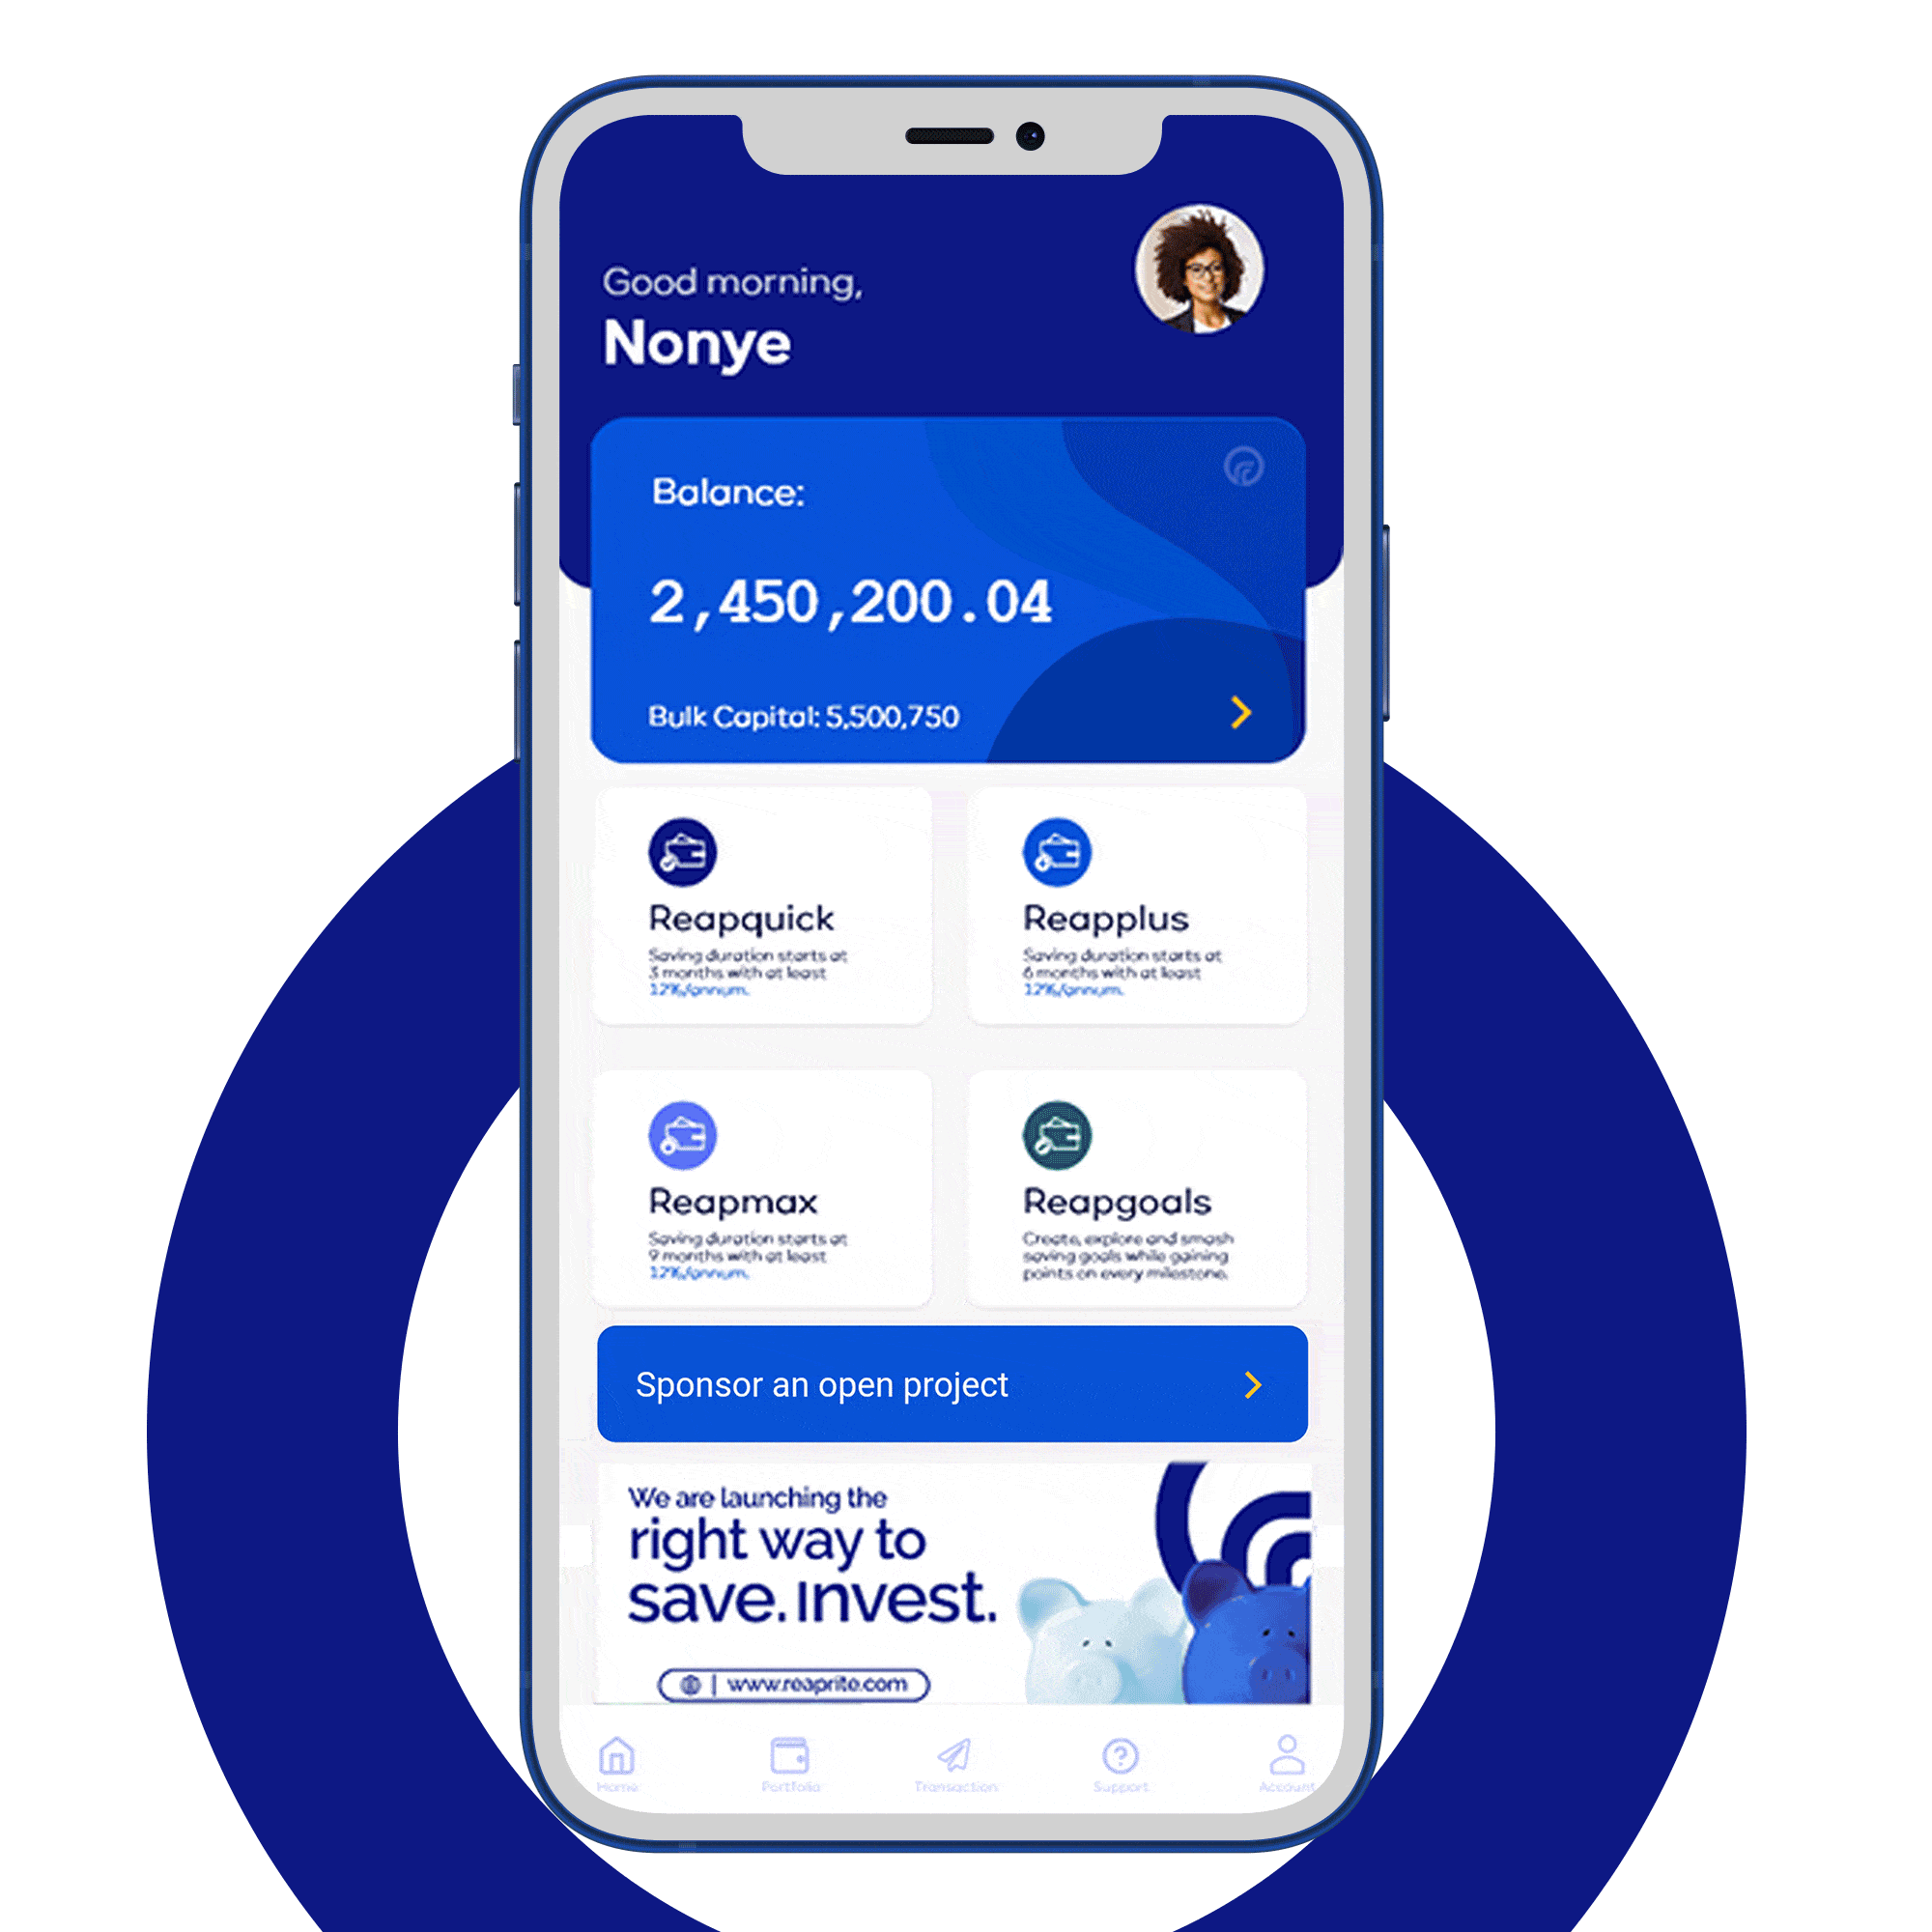 Good morning,
Nonye
Balance:
2,450,200.04
Bulk Capital: 5,500,750
Reapquick
Saving duration starts at
3 months with at least
12%/annum.
Reapplus
Saving duration starts at
6 months with at least
12%/annum.
Reapmax
Saving duration starts at
9 months with at least
12%/annum.
Reapgoals
Create, explore and smash
saving goals while gaining
points on every milestone.
Sponsor an open project
We are launching the
right way to
save. Invest.
www.reaprite.com
Home
Portfolio
Transaction
Support
Account